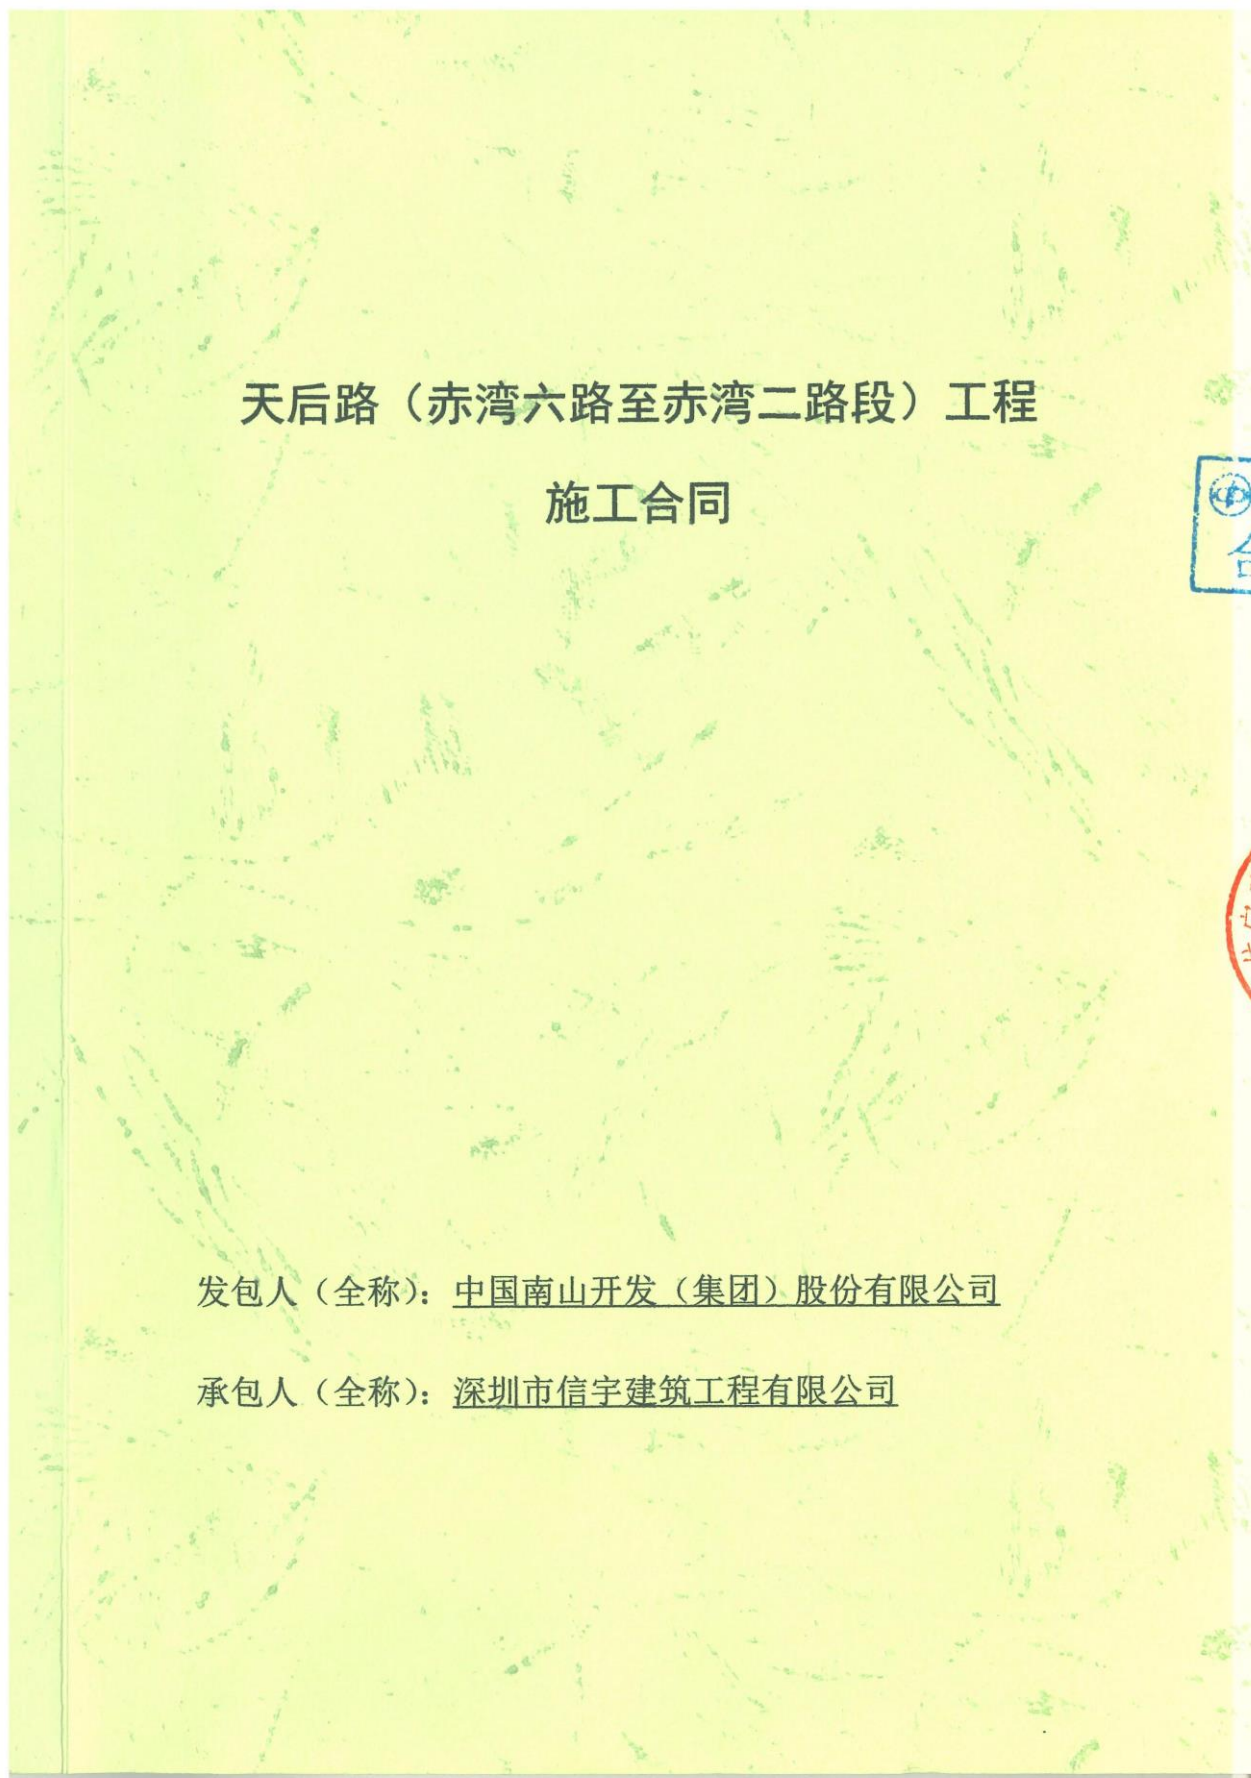 天后路（赤湾六路至赤湾二路段）工程
施工合同
合
发包人（全称）：中国南山开发（集团）股份有限公司
承包人（全称）：深圳市信宇建筑工程有限公司